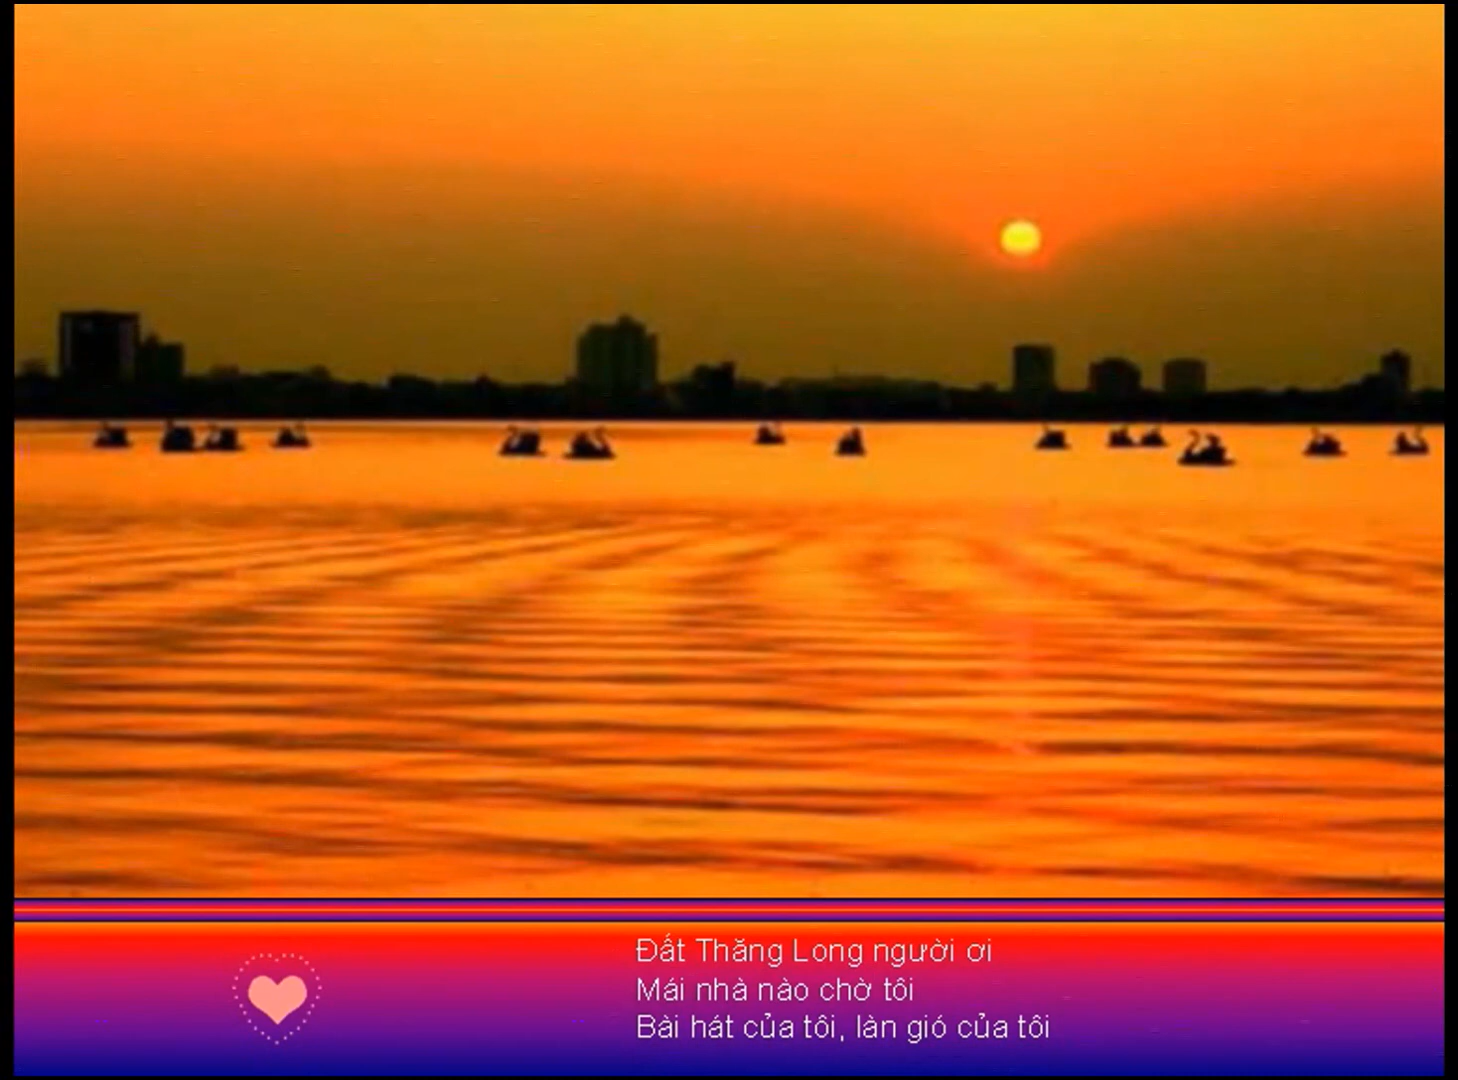 Đất Thăng Long người ơi
Mái nhà nào chờ tôi
Bài hát của tôi, làn gió của tôi